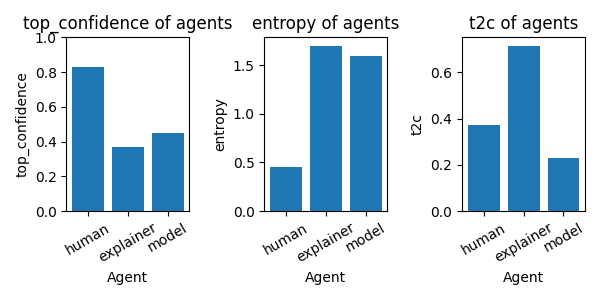 top_confidence of agents
top_confidence
1.0
0.8
0.6
0.4
0.2
0.0
human
explainer
model
Agent
entropy of agents
entropy
1.5
1.0
0.5
0.0
human
explainer
model
Agent
t2c of agents
t2c
0.6
0.4
0.2
0.0
human
explainer
model
Agent